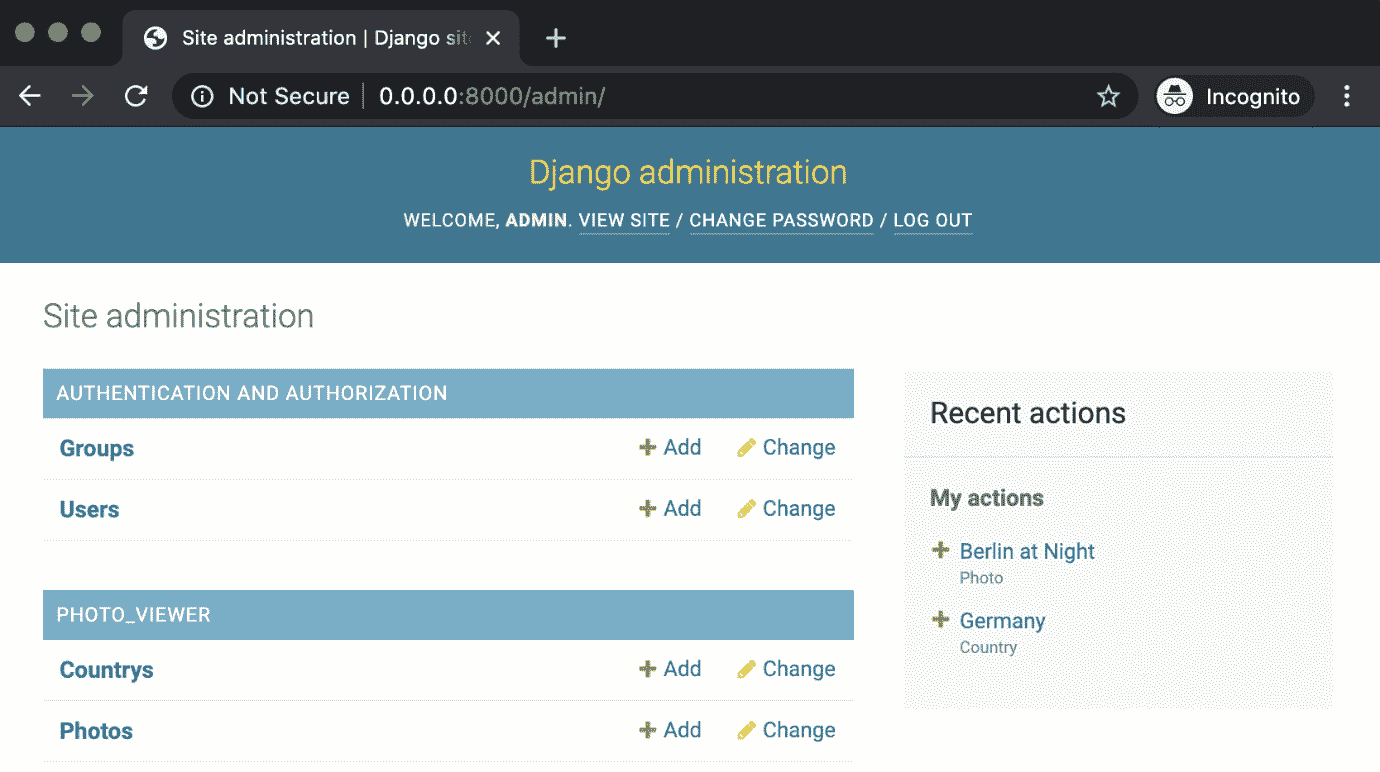 Site administration | Django sit
Not Secure 0.0.0.0:8000/admin/
Incognito
Django administration
WELCOME, ADMIN. VIEW SITE / CHANGE PASSWORD / LOG OUT
Site administration
AUTHENTICATION AND AUTHORIZATION
Groups Add Change
Users Add Change
PHOTO_VIEWER
Countrys Add Change
Photos Add Change
Recent actions
My actions
Berlin at Night
Photo
Germany
Country